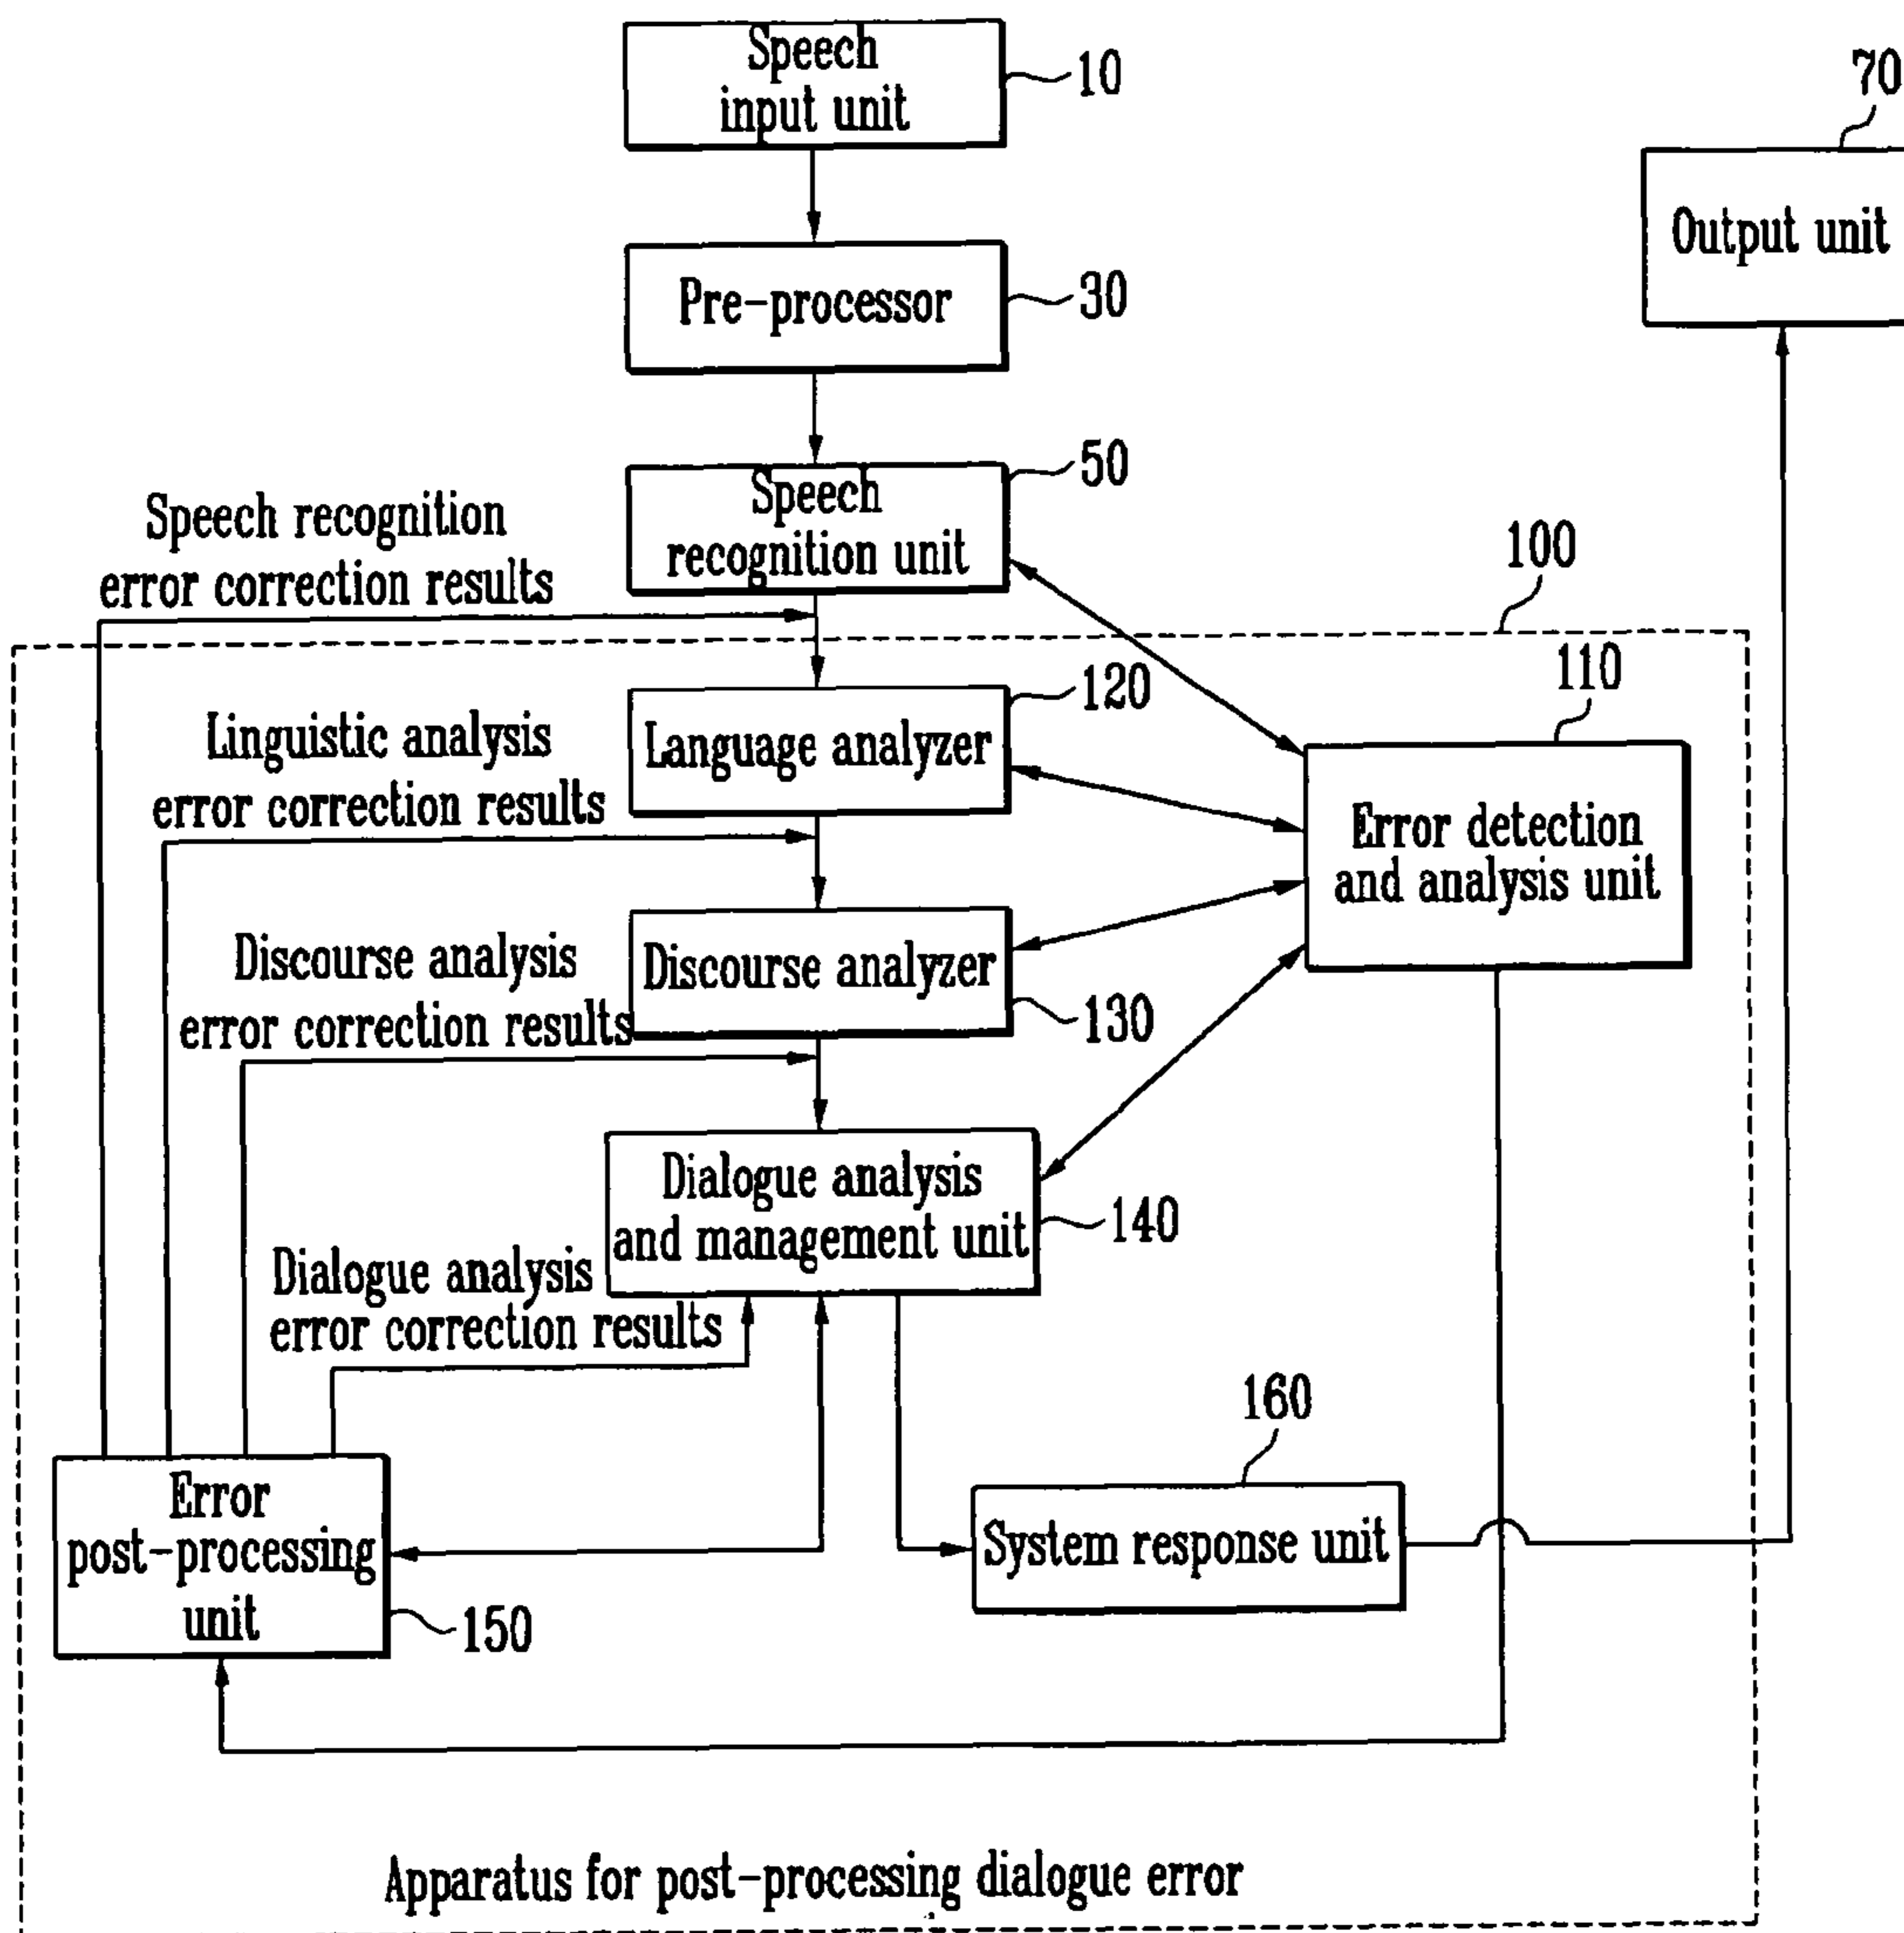 Speech
input unit
10
70
Output unit
Pre-processor
30
50
Speech
recognition unit
Speech recognition
error correction results
100
110
120
Language analyzer
Linguistic analysis
error correction results
Error detection
and analysis unit
Discourse analysis
error correction results
Discourse analyzer
130
Dialogue analysis
and management unit
140
Dialogue analysis
error correction results
160
Error
post-processing
unit
150
System response unit
Apparatus for post-processing dialogue error